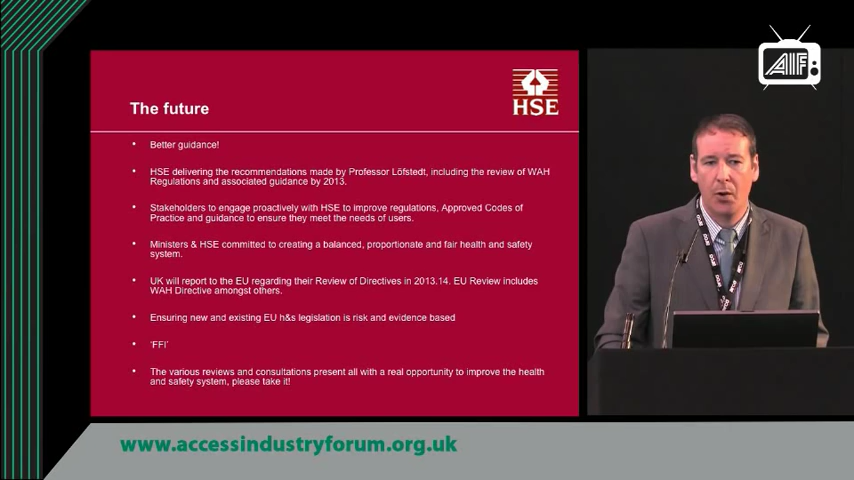 AIF
The future
HSE
• Better guidance!
• HSE delivering the recommendations made by Professor Löfstedt, including the review of WAH
Regulations and associated guidance by 2013.
• Stakeholders to engage proactively with HSE to improve regulations, Approved Codes of
Practice and guidance to ensure they meet the needs of users.
• Ministers & HSE committed to creating a balanced, proportionate and fair health and safety
system.
• UK will report to the EU regarding their Review of Directives in 2013.14. EU Review includes
WAH Directive amongst others.
• Ensuring new and existing EU h&s legislation is risk and evidence based
• 'FFI'
• The various reviews and consultations present all with a real opportunity to improve the health
and safety system, please take it!
www.accessindustryforum.org.uk